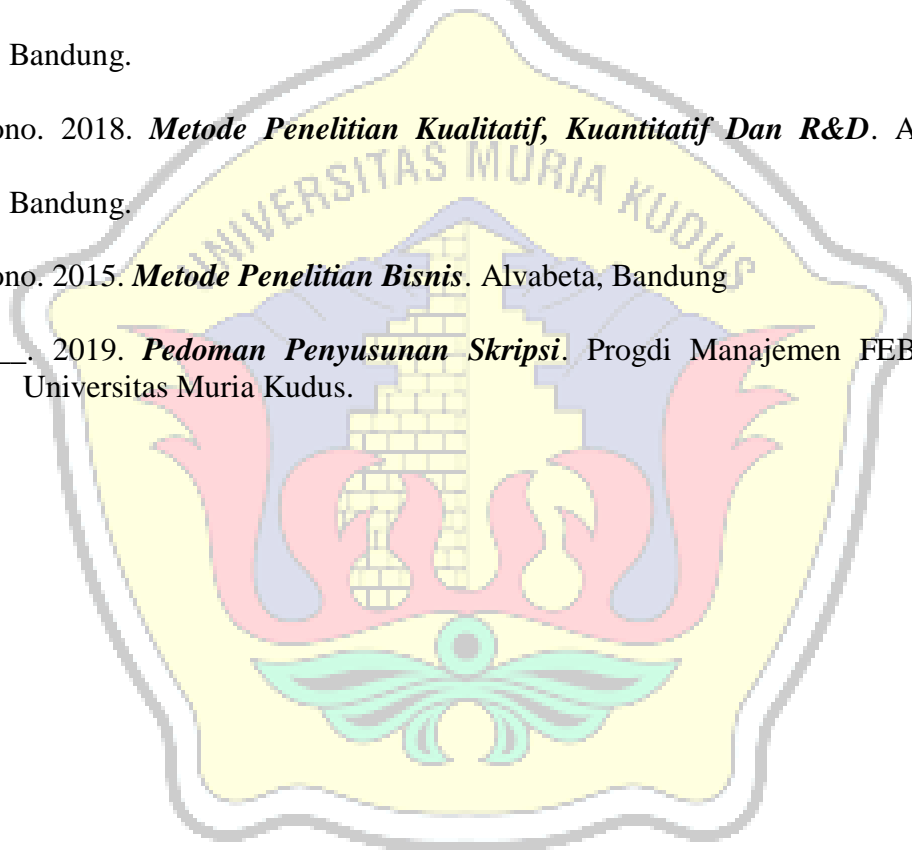 Bandung.
ono. 2018. Metode Penelitian Kualitatif, Kuantitatif Dan R&D. A
UNIVERSITAS MURIA KUDUS
Bandung.
ono. 2015. Metode Penelitian Bisnis. Alvabeta, Bandung
__. 2019. Pedoman Penyusunan Skripsi. Progdi Manajemen FEB
Universitas Muria Kudus.